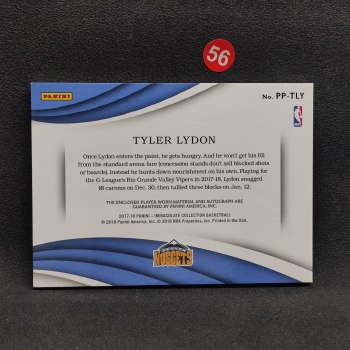 56
PANINI
No. PP-TLY
TYLER LYDON
Once Lydon enters the paint, he gets hungry. And he won't get his fill
from the standard arena fare (concession stands don't sell blocked shots
or boards). Instead he hunts down nourishment on his own. Playing for
the G League's Rio Grande Valley Vipers in 2017-18, Lydon snagged
16 caroms on Dec. 30, then tallied three blocks on Jan. 12.
THE ENCLOSED PLAYER-WORN MATERIAL AND AUTOGRAPH ARE
GUARANTEED BY PANINI AMERICA, INC.
2017-18 PANINI - IMMACULATE COLLECTION BASKETBALL
© 2018 Panini America, Inc. © 2018 NBA Properties, Inc. Printed in the USA.
NUGGETS